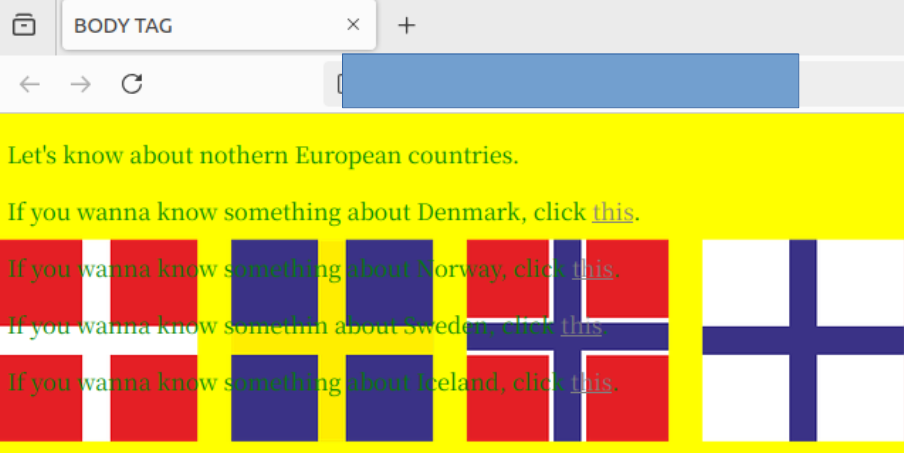 BODY TAG
Let's know about nothern European countries.
If you wanna know something about Denmark, click this.
If you wanna know something about Norway, click this.
If you wanna know somethin about Sweden, click this.
If you wanna know something about Iceland, click this.